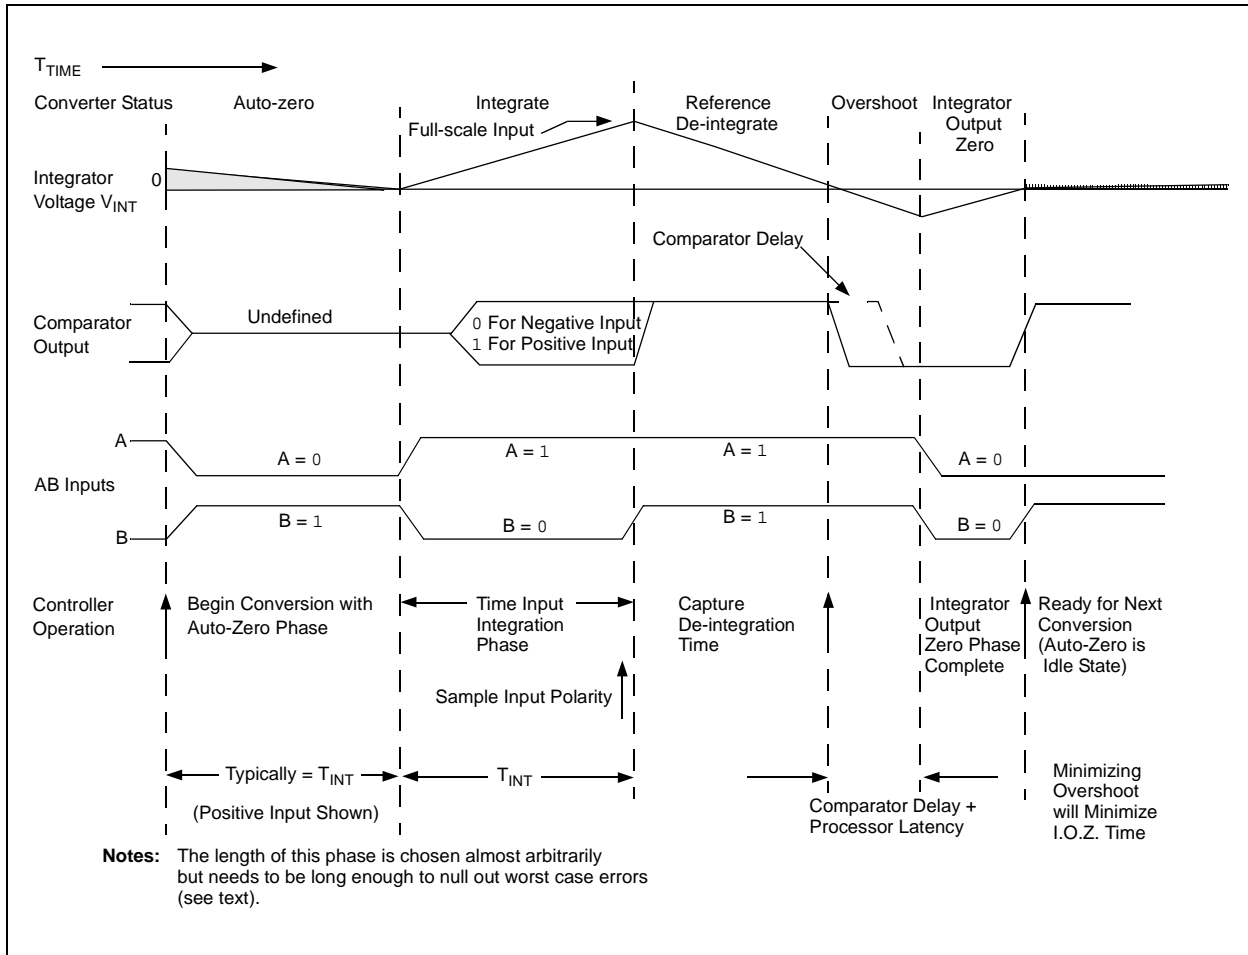 TTIME
Converter Status
Auto-zero
Integrate
Full-scale Input
Reference
De-integrate
Overshoot
Integrator
Output
Zero
Integrator
Voltage VINT
0
Comparator Delay
Comparator
Output
Undefined
0 For Negative Input
1 For Positive Input
AB Inputs
A
A = 0
A = 1
A = 1
A = 0
B
B = 1
B = 0
B = 1
B = 0
Controller
Operation
Begin Conversion with
Auto-Zero Phase
Time Input
Integration
Phase
Sample Input Polarity
Capture
De-integration
Time
Integrator
Output
Zero Phase
Complete
Ready for Next
Conversion
(Auto-Zero is
Idle State)
Typically = TINT
(Positive Input Shown)
TINT
Comparator Delay +
Processor Latency
Minimizing
Overshoot
will Minimize
I.O.Z. Time
Notes: The length of this phase is chosen almost arbitrarily
but needs to be long enough to null out worst case errors
(see text).